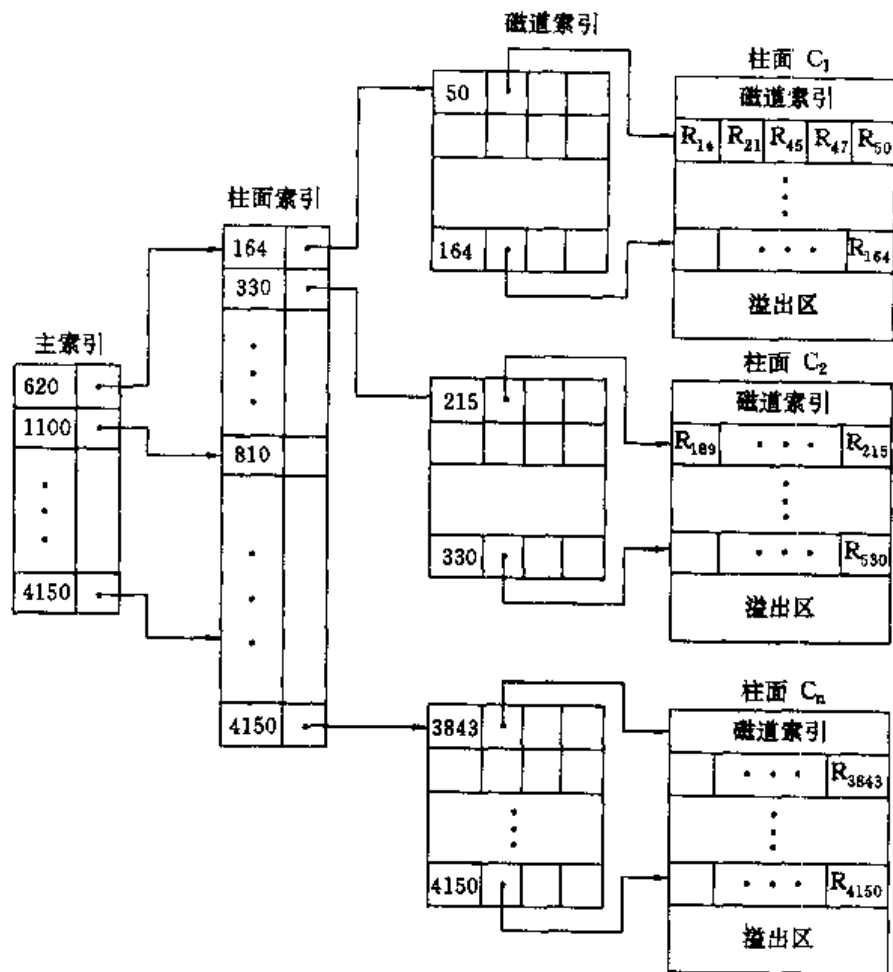 磁道索引
柱面 C1
50
磁道索引
R14 R21 R45 R47 R50
柱面索引
164
164
R164
330
溢出区
主索引
柱面 C2
620
215
磁道索引
1100
810
R189
R215
330
R530
4150
溢出区
柱面 Cn
4150
3843
磁道索引
R3843
4150
R4150
溢出区